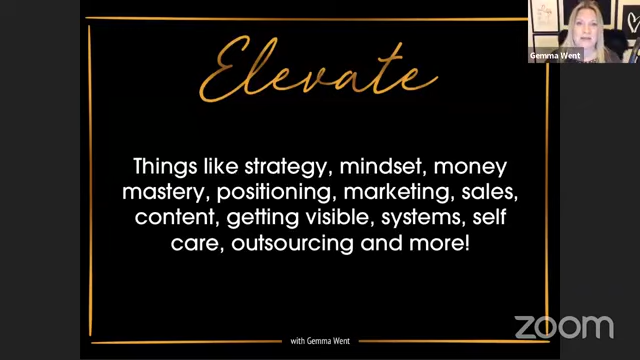 Elevate
Things like strategy, mindset, money
mastery, positioning, marketing, sales,
content, getting visible, systems, self
care, outsourcing and more!
with Gemma Went
Gemma Went
zoom